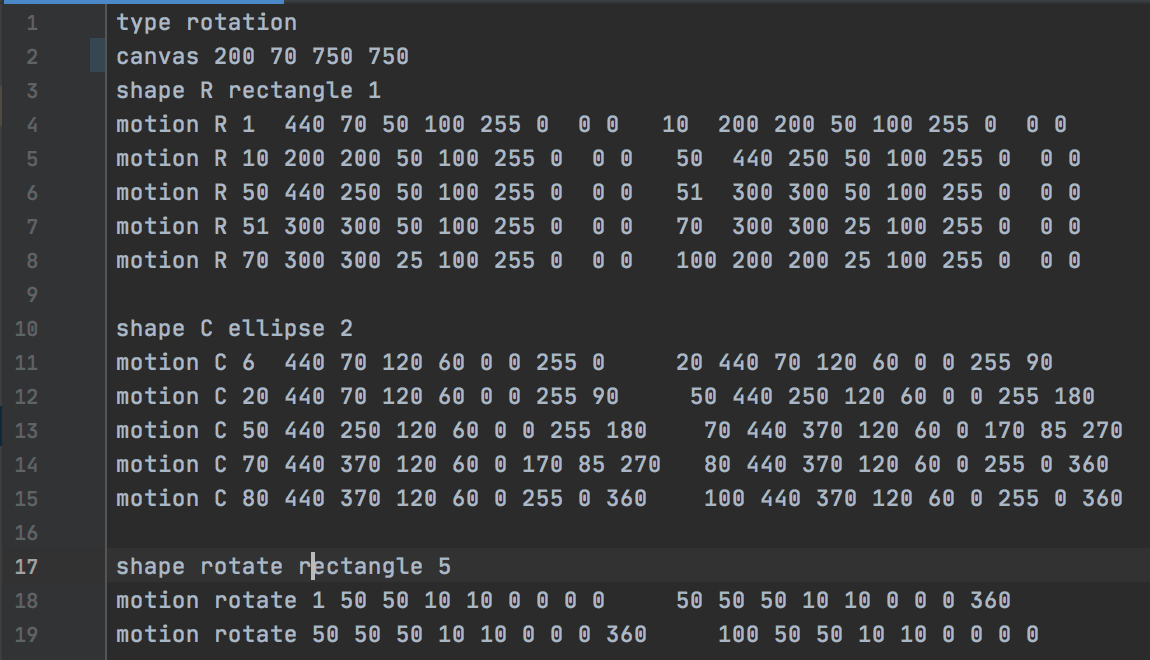 1 type rotation
2 canvas 200 70 750 750
3 shape R rectangle 1
4 motion R 1  440 70 50 100 255 0  0 0   10  200 200 50 100 255 0  0 0
5 motion R 10 200 200 50 100 255 0  0 0   50  440 250 50 100 255 0  0 0
6 motion R 50 440 250 50 100 255 0  0 0   51  300 300 50 100 255 0  0 0
7 motion R 51 300 300 50 100 255 0  0 0   70  300 300 25 100 255 0  0 0
8 motion R 70 300 300 25 100 255 0  0 0   100 200 200 25 100 255 0  0 0
9
10 shape C ellipse 2
11 motion C 6  440 70 120 60 0 0 255 0     20 440 70 120 60 0 0 255 90
12 motion C 20 440 70 120 60 0 0 255 90     50 440 250 120 60 0 0 255 180
13 motion C 50 440 250 120 60 0 0 255 180    70 440 370 120 60 0 170 85 270
14 motion C 70 440 370 120 60 0 170 85 270   80 440 370 120 60 0 255 0 360
15 motion C 80 440 370 120 60 0 255 0 360    100 440 370 120 60 0 255 0 360
16
17 shape rotate rectangle 5
18 motion rotate 1 50 50 10 10 0 0 0 0     50 50 50 10 10 0 0 0 360
19 motion rotate 50 50 50 10 10 0 0 0 360     100 50 50 10 10 0 0 0 0